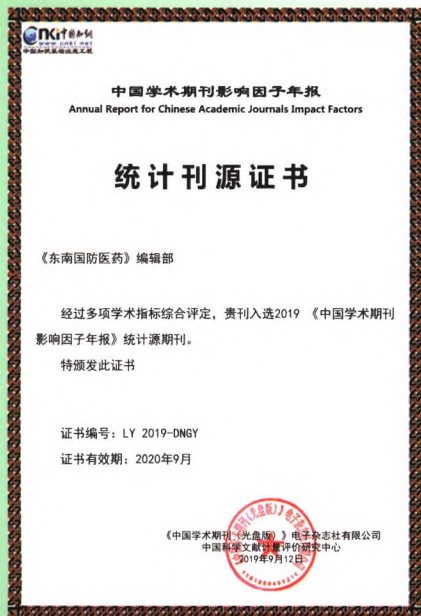 cnki中国知网
www.cnki.net
中国知识基础设施工程
中国学术期刊影响因子年报
Annual Report for Chinese Academic Journals Impact Factors
统计刊源证书
《东南国防医药》编辑部
经过多项学术指标综合评定，贵刊入选2019 《中国学术期刊
影响因子年报》统计源期刊。
特颁发此证书
证书编号：LY 2019-DNGY
证书有效期：2020年9月
《中国学术期刊（光盘版）》电子杂志社有限公司
中国科学文献计量评价研究中心
2019年9月12日